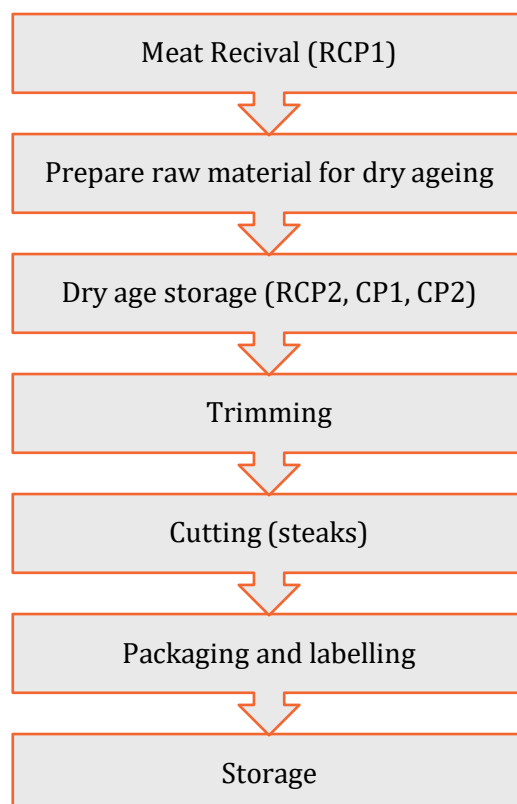 Meat Recival (RCP1)
Prepare raw material for dry ageing
Dry age storage (RCP2, CP1, CP2)
Trimming
Cutting (steaks)
Packaging and labelling
Storage